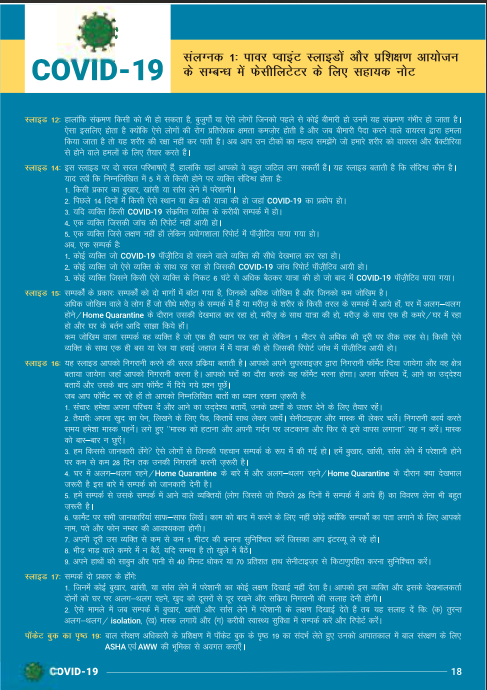 COVID-19
संलग्नक 1: पावर प्वाइंट स्लाइडों और प्रशिक्षण आयोजन
के सम्बन्ध में फेसीलिटेटर के लिए सहायक नोट
स्लाइड 12: हालांकि संक्रमण किसी को भी हो सकता है, बुजुर्गों या ऐसे लोगों जिनको पहले से कोई बीमारी हो उनमें यह संक्रमण गंभीर हो जाता है।
ऐसा इसलिए होता है क्योंकि ऐसे लोगों की रोग प्रतिरोधक क्षमता कमजोर होती है और जब बीमारी पैदा करने वाले वायरस द्वारा हमला
किया जाता है तो यह शरीर की रक्षा नहीं कर पाती है। अब आप उन टीकों का महत्व समझेंगे जो हमारे शरीर को वायरस और बैक्टीरिया
से होने वाले हमलों के लिए तैयार करते है।
स्लाइड 14: इस स्लाइड पर दो सरल परिभाषाएँ हैं, हालांकि यहां आपको वे बहुत जटिल लग सकतीं हैं। यह स्लाइड बताती है कि संदिग्ध कौन है।
याद रखें कि निम्नलिखित में 5 में से किसी होने पर व्यक्ति संदिग्ध होता है:
1. किसी प्रकार का बुखार, खांसी या सांस लेने में परेशानी।
2. पिछले 14 दिनों में किसी ऐसे स्थान या क्षेत्र की यात्रा की हो जहां COVID-19 का प्रकोप हो।
3. यदि व्यक्ति किसी COVID-19 संक्रमित व्यक्ति के करीबी सम्पर्क में हो।
4. एक व्यक्ति जिसकी जांच की रिपोर्ट नहीं आयी हो।
5. एक व्यक्ति जिसे लक्षण नहीं हों लेकिन प्रयोगशाला रिपोर्ट में पॉज़ीटिव पाया गया हो।
अब, एक सम्पर्क है:
1. कोई व्यक्ति जो COVID-19 पॉज़ीटिव हो सकने वाले व्यक्ति की सीधे देखभाल कर रहा हो।
2. कोई व्यक्ति जो ऐसे व्यक्ति के साथ रह रहा हो जिसकी COVID-19 जांच रिपोर्ट पॉज़ीटिव आयी हो।
3. कोई व्यक्ति जिसने किसी ऐसे व्यक्ति के निकट 6 घंटे से अधिक बैठकर यात्रा की हो जो बाद में COVID-19 पॉज़ीटिव पाया गया।
स्लाइड 15: सम्पर्कों के प्रकार: सम्पर्कों को दो भागों में बांटा गया है, जिनको अधिक जोखिम है और जिनको कम जोखिम है।
अधिक जोखिम वाले वे लोग हैं जो सीधे मरीज़ के सम्पर्क में हैं या मरीज़ के शरीर के किसी तरल के सम्पर्क में आये हों, घर में अलग-थलग
होने/Home Quarantine के दौरान उसकी देखभाल कर रहा हो, मरीज़ के साथ यात्रा की हो, मरीज़ के साथ एक ही कमरे/घर में रहा
हो और घर के बर्तन आदि साझा किये हों।
कम जोखिम वाला सम्पर्क वह व्यक्ति है जो एक ही स्थान पर रहा हो लेकिन 1 मीटर से अधिक की दूरी पर ठीक तरह से। किसी ऐसे
व्यक्ति के साथ एक ही बस या रेल या हवाई जहाज में में यात्रा की हो जिसकी रिपोर्ट जांच में पॉज़ीटिव आयी हो।
स्लाइड 16: यह स्लाइड आपको निगरानी करने की सरल प्रक्रिया बताती है। आपको अपने सुपरवाइज़र द्वारा निगरानी फॉर्मेट दिया जायेगा और वह क्षेत्र
बताया जायेगा जहां आपको निगरानी करना है। आपको घरों का दौरा करके यह फॉर्मेट भरना होगा। अपना परिचय दें, आने का उद्देश्य
बतायें और उसके बाद आप फॉर्मेट में दिये गये प्रश्न पूछें।
जब आप फॉर्मेट भर रहे हों तो आपको निम्नलिखित बातों का ध्यान रखना ज़रूरी है:
1. संचार: हमेशा अपना परिचय दें और आने का उद्देश्य बतायें, उनके प्रश्नों के उत्तर देने के लिए तैयार रहें।
2. तैयारी: अपना खुद का पेन, लिखने के लिए पैड, किताबें साथ लेकर जायें। सेनीटाइज़र और मास्क भी लेकर चलें। निगरानी कार्य करते
समय हमेशा मास्क पहनें। लगे हुए "मास्क को हटाना और अपनी गर्दन पर लटकाना और फिर से इसे वापस लगाना" यह न करें। मास्क
को बार-बार न छुएँ।
3. हम किससे जानकारी लेंगे? ऐसे लोगों से जिनकी पहचान सम्पर्क के रूप में की गई हो। हमें बुखार, खांसी, सांस लेने में परेशानी होने
पर कम से कम 28 दिन तक उनकी निगरानी करनी ज़रूरी है।
4. घर में अलग-थलग रहने/Home Quarantine के बारे में और अलग-थलग रहने/Home Quarantine के दौरान क्या देखभाल
जरूरी है इस बारे में सम्पर्क को जानकारी देनी है।
5. हमें सम्पर्क से उसके सम्पर्क में आने वाले व्यक्तियों (लोग जिससे जो पिछले 28 दिनों में सम्पर्क में आये हैं) का विवरण लेना भी बहुत
जरूरी है।
6. फार्मेट पर सभी जानकारियां साफ-साफ लिखें। काम को बाद में करने के लिए नहीं छोड़ें क्योंकि सम्पर्कों का पता लगाने के लिए आपको
नाम, पते और फोन नम्बर की आवश्यकता होगी।
7. अपनी दूरी उस व्यक्ति से कम से कम 1 मीटर की बनाना सुनिश्चित करें जिसका आप इंटरव्यू ले रहे हों।
8. भीड़ भाड़ वाले कमरे में न बैठें, यदि सम्भव है तो खुले में बैठें।
9. अपने हाथों को साबुन और पानी से 40 मिनट धोकर या 70 प्रतिशत हाथ सेनीटाइज़र से किटाणुरहित करना सुनिश्चित करें।
स्लाइड 17: सम्पर्क दो प्रकार के होंगे:
1. जिनमें कोई बुखार, खांसी, या सांस लेने में परेशानी का कोई लक्षण दिखाई नहीं देता है। आपको इस व्यक्ति और इसके देखभालकर्ता
दोनों को घर पर अलग-थलग रहने, खुद को दूसरों से दूर रखने और सक्रिय निगरानी की सलाह देनी होगी।
2. ऐसे मामले में जब सम्पर्क में बुखार, खांसी और सांस लेने में परेशानी के लक्षण दिखाई देते हैं तब यह सलाह दें कि: (क) तुरन्त
अलग-थलग/ isolation, (ख) मास्क लगायें और (ग) करीबी स्वास्थ्य सुविधा में सम्पर्क करें और रिपोर्ट करें।
पॉकेट बुक का पृष्ठ 19: बाल संरक्षण अधिकारी के प्रशिक्षण में पॉकेट बुक के पृष्ठ 19 का संदर्भ लेते हुए उनको आपातकाल में बाल संरक्षण के लिए
ASHA एवं AWW की भूमिका से अवगत कराएँ।
COVID-19
18